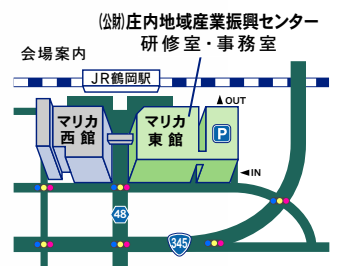 (公財)庄内地域産業振興センター
研修室・事務室
会場案内
JR鶴岡駅
マリカ
西館
マリカ
東館
▲OUT
P
◀IN
48
345